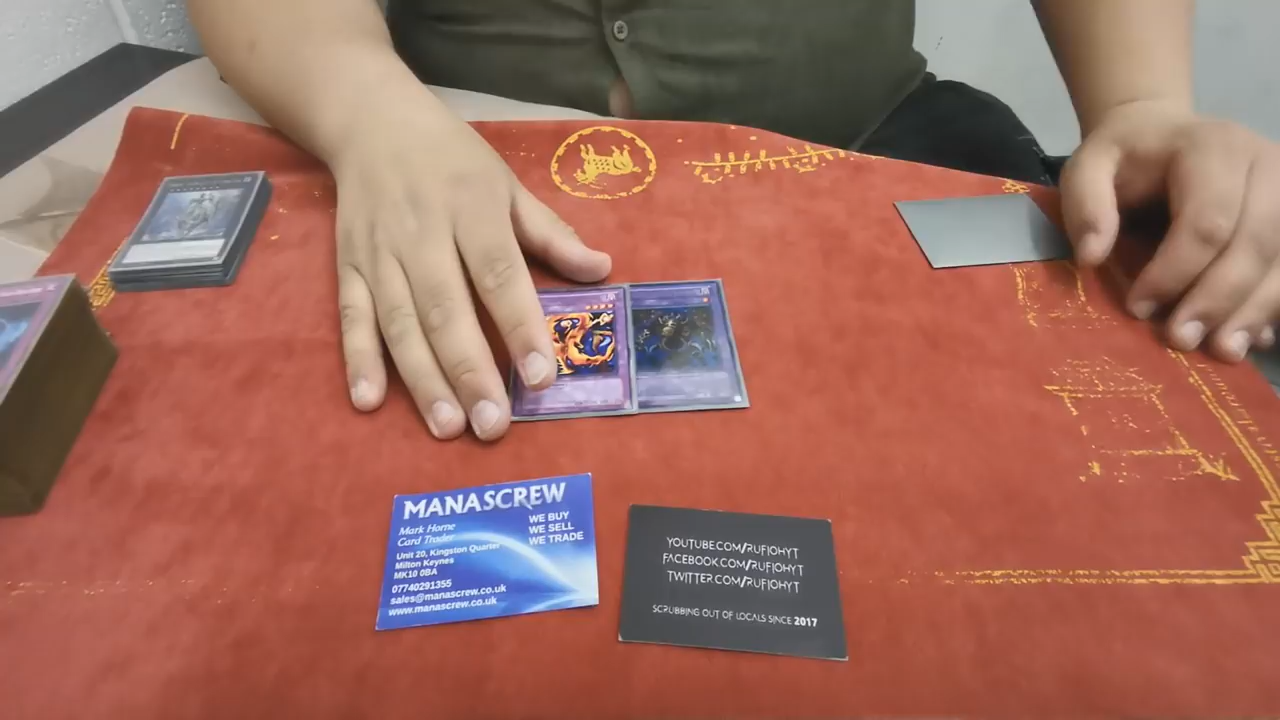 MANASCREW
Mark Horne
Card Trader
WE BUY
WE SELL
WE TRADE
Unit 20, Kingston Quarter
Milton Keynes
MK10 0BA
07740291355
sales@manascrew.co.uk
www.manascrew.co.uk
YOUTUBE.COM/RUFIOHYT
FACEBOOK.COM/RUFIOHYT
TWITTER.COM/RUFIOHYT
SCRUBBING OUT OF LOCALS SINCE 2017